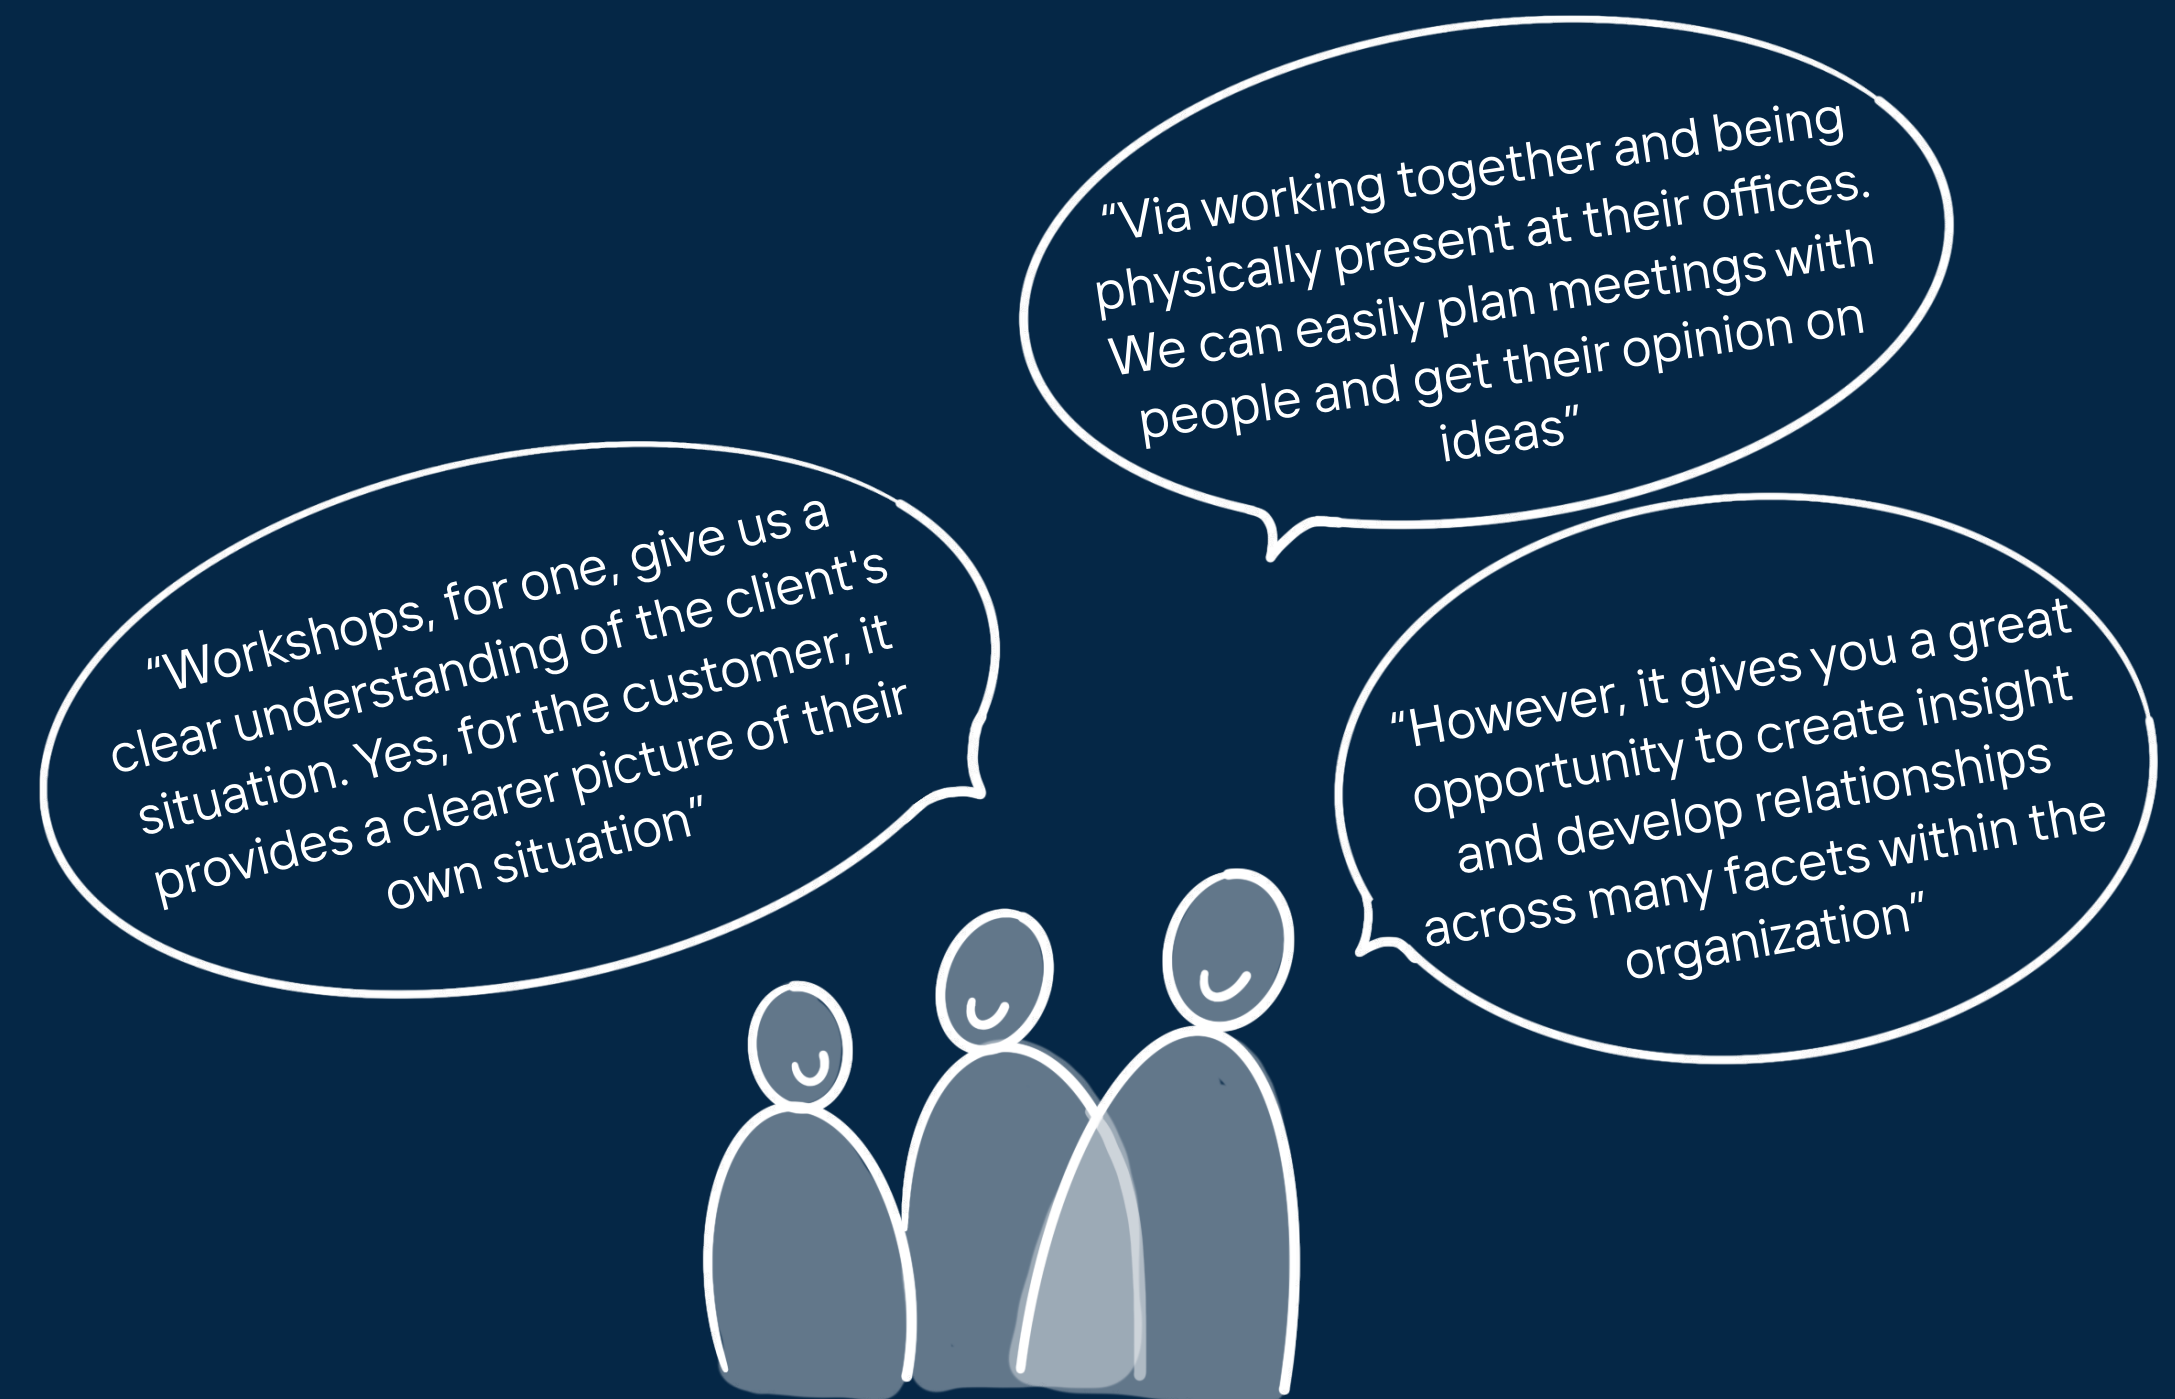 “Via working together and being
physically present at their offices.
We can easily plan meetings with
people and get their opinion on
ideas”
“Workshops, for one, give us a
clear understanding of the client's
situation. Yes, for the customer, it
provides a clearer picture of their
own situation”
“However, it gives you a great
opportunity to create insight
and develop relationships
across many facets within the
organization”